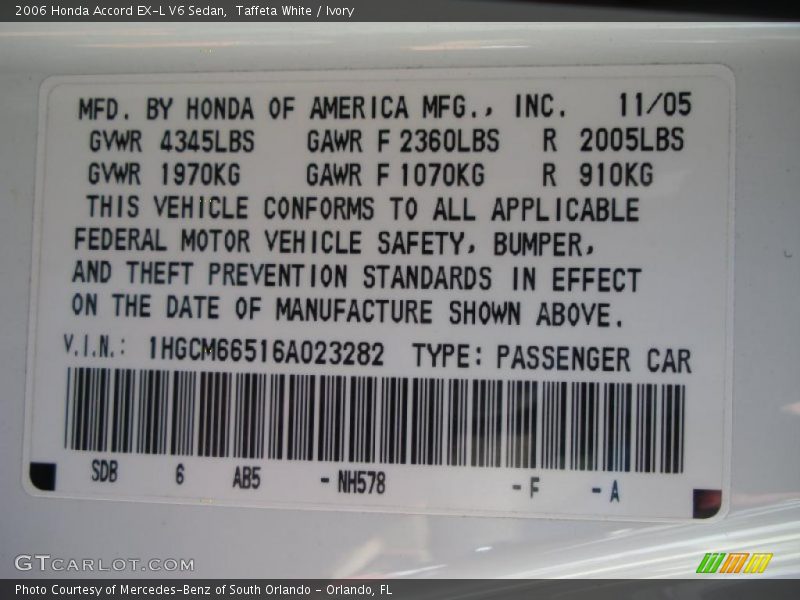 2006 Honda Accord EX-L V6 Sedan, Taffeta White / Ivory
MFD. BY HONDA OF AMERICA MFG., INC. 11/05
GVWR 4345LBS GAWR F 2360LBS R 2005LBS
GVWR 1970KG GAWR F 1070KG R 910KG
THIS VEHICLE CONFORMS TO ALL APPLICABLE
FEDERAL MOTOR VEHICLE SAFETY, BUMPER,
AND THEFT PREVENTION STANDARDS IN EFFECT
ON THE DATE OF MANUFACTURE SHOWN ABOVE.
V.I.N.: 1HGCM66516A023282 TYPE: PASSENGER CAR
SDB 6 AB5 -NH578 -F -A
GTCARLOT.COM
Photo Courtesy of Mercedes-Benz of South Orlando - Orlando, FL